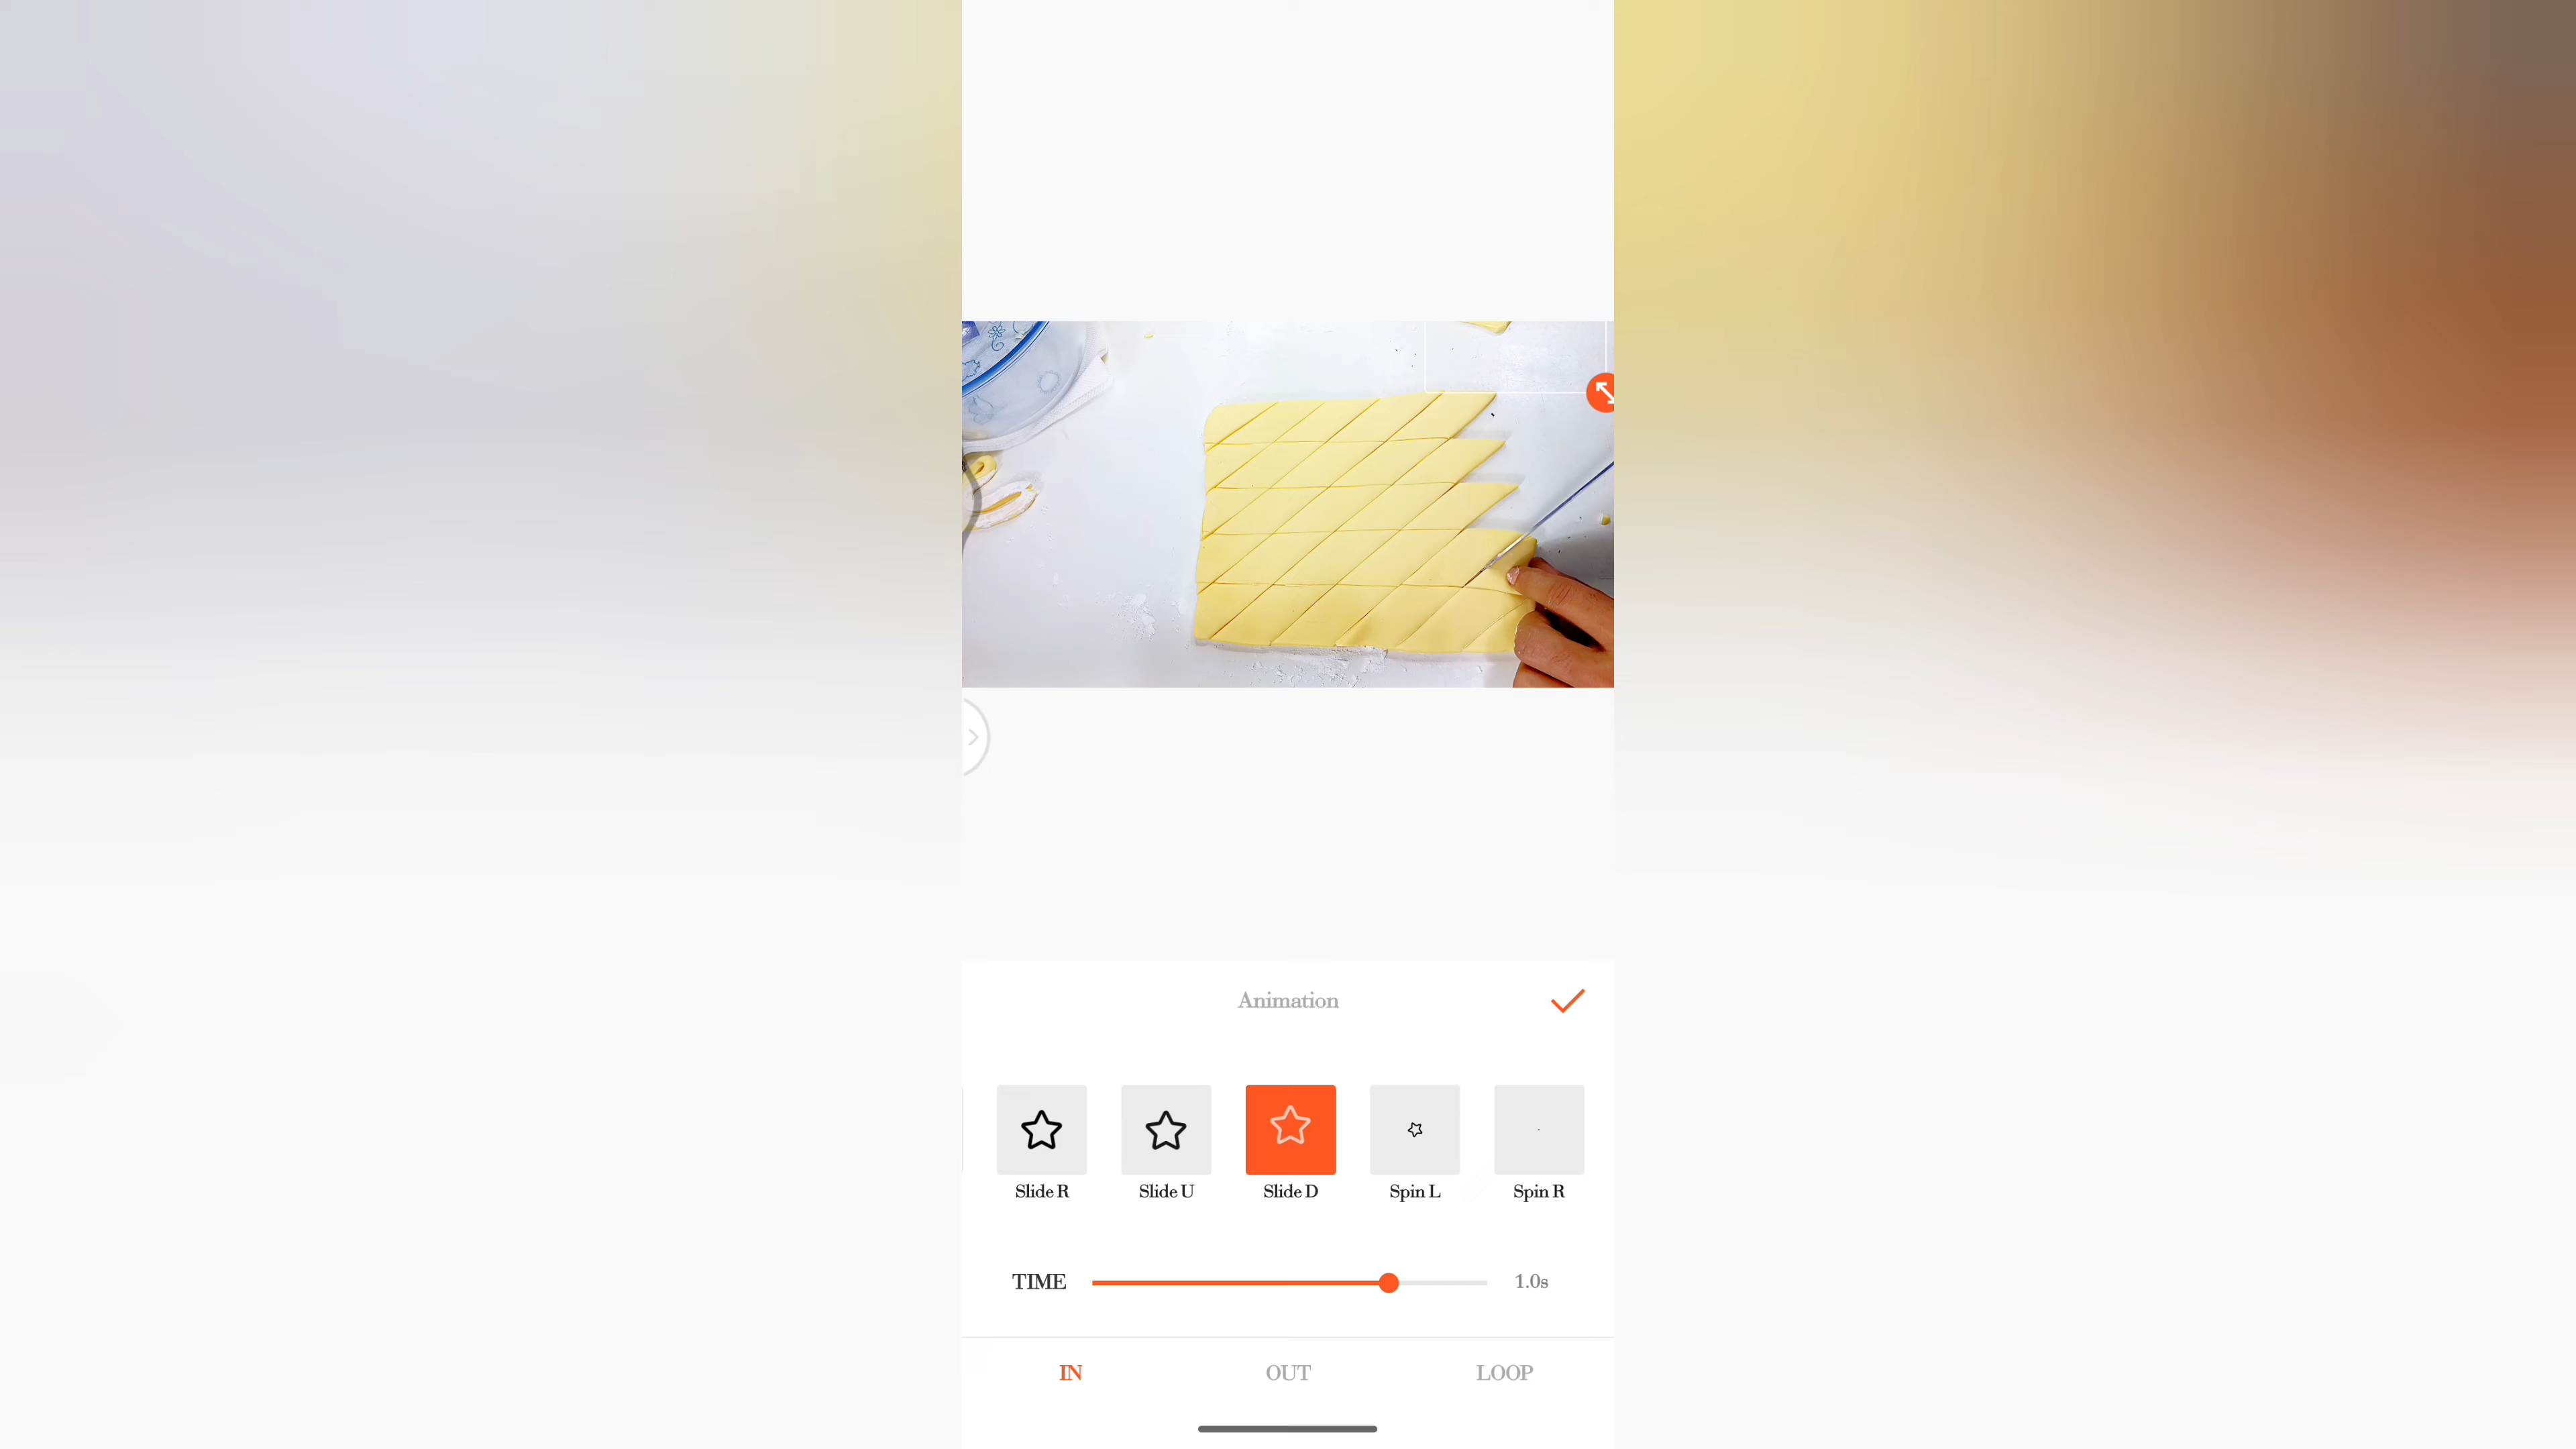 Animation
Slide R
Slide U
Slide D
Spin L
Spin R
TIME
1.0s
IN
OUT
LOOP